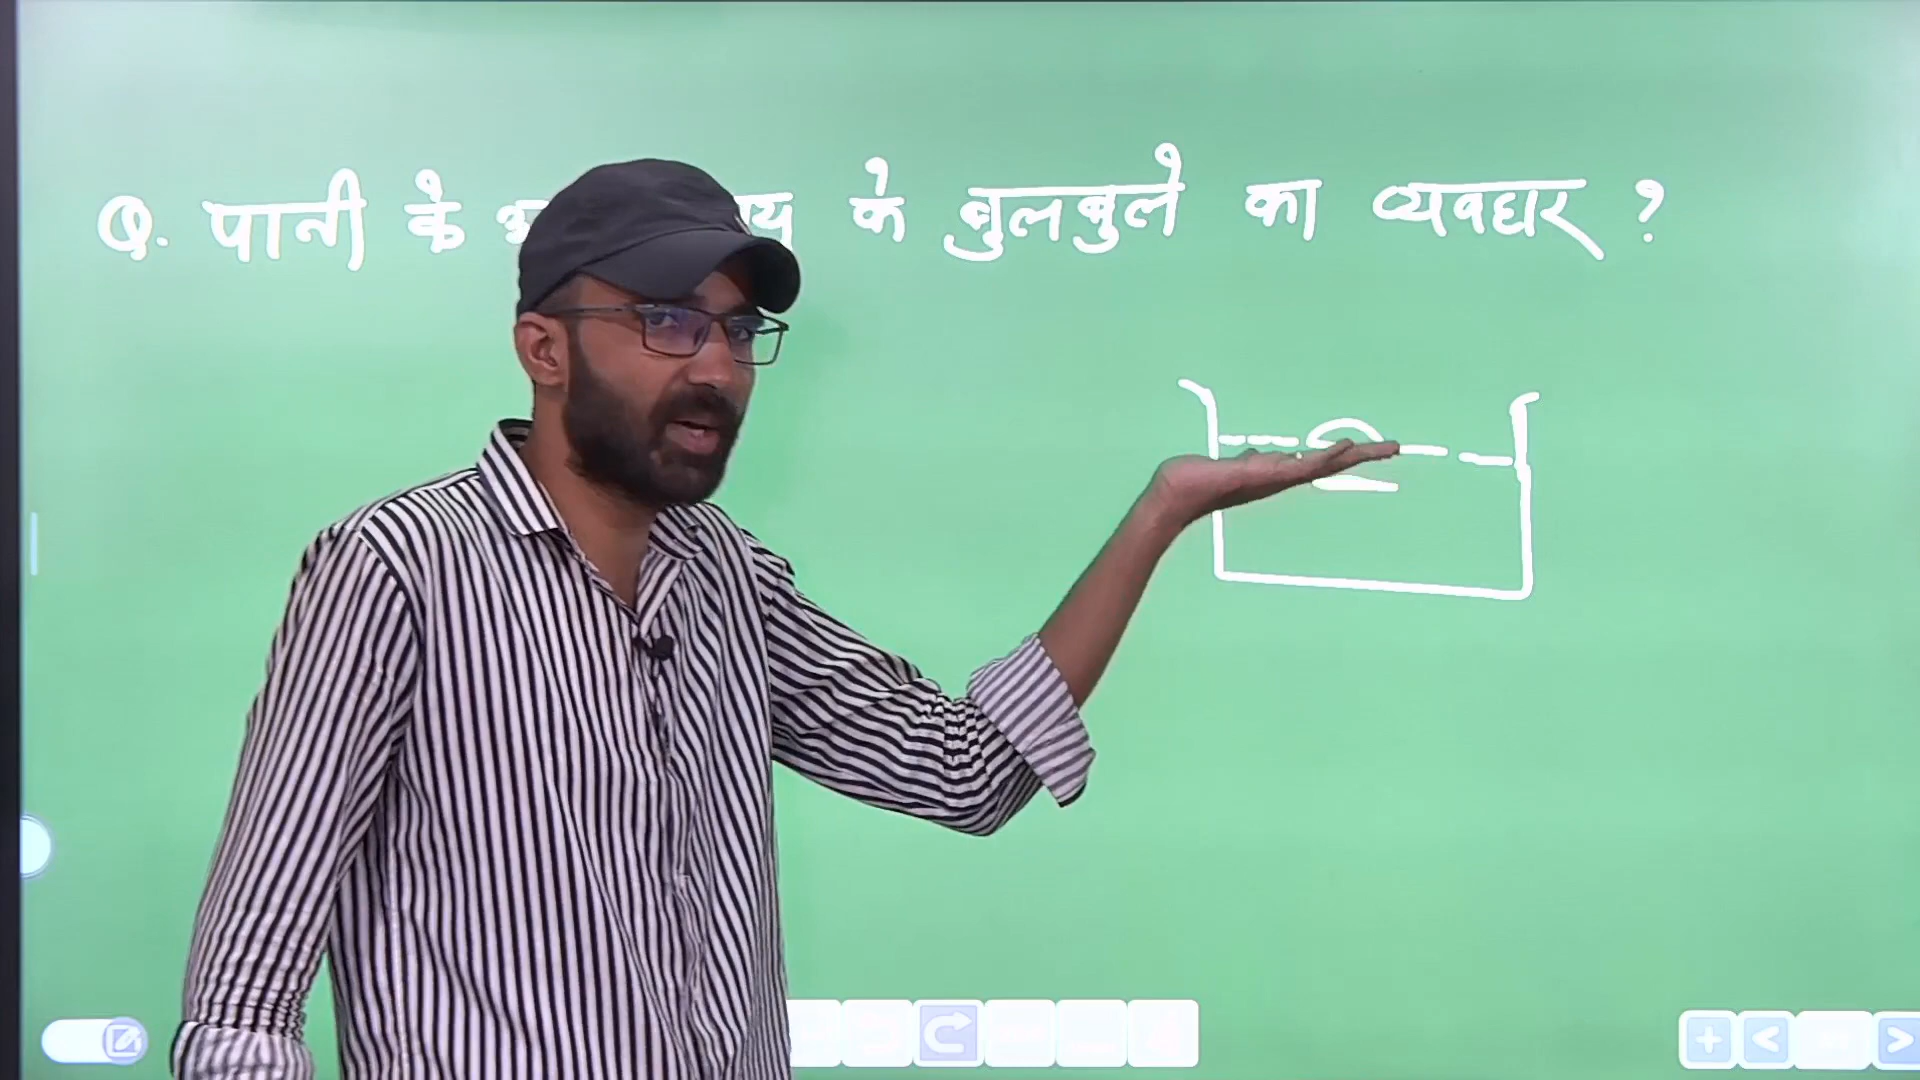 Q. पानी के के बुलबुले का व्यवहार ?